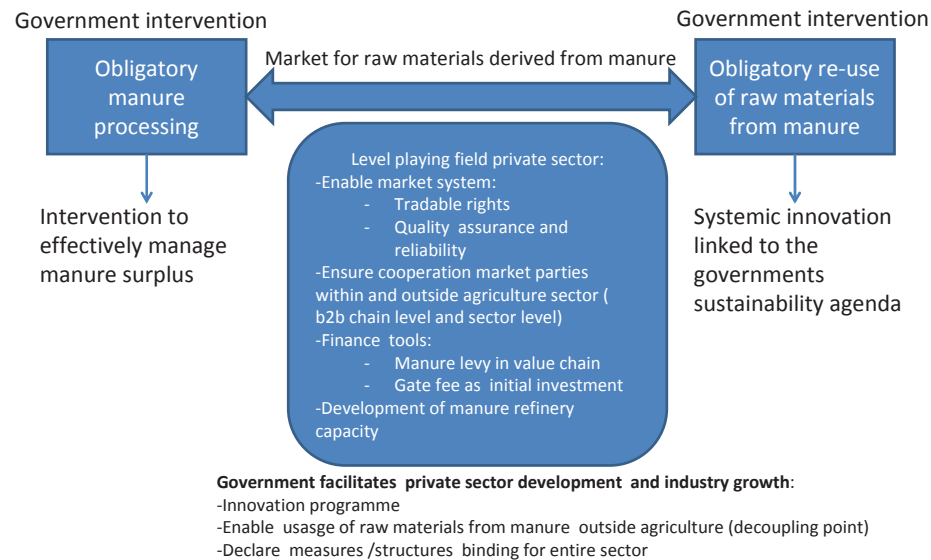 Government intervention
Government intervention
Market for raw materials derived from manure
Obligatory
manure
processing
Obligatory re-use
of raw materials
from manure
Intervention to
effectively manage
manure surplus
Level playing field private sector:
-Enable market system:
- Tradable rights
- Quality assurance and
reliability
-Ensure cooperation market parties
within and outside agriculture sector (
b2b chain level and sector level)
-Finance tools:
- Manure levy in value chain
- Gate fee as initial investment
-Development of manure refinery
capacity
Systemic innovation
linked to the
governments
sustainability agenda
Government facilitates private sector development and industry growth:
-Innovation programme
-Enable usasge of raw materials from manure outside agriculture (decoupling point)
-Declare measures /structures binding for entire sector